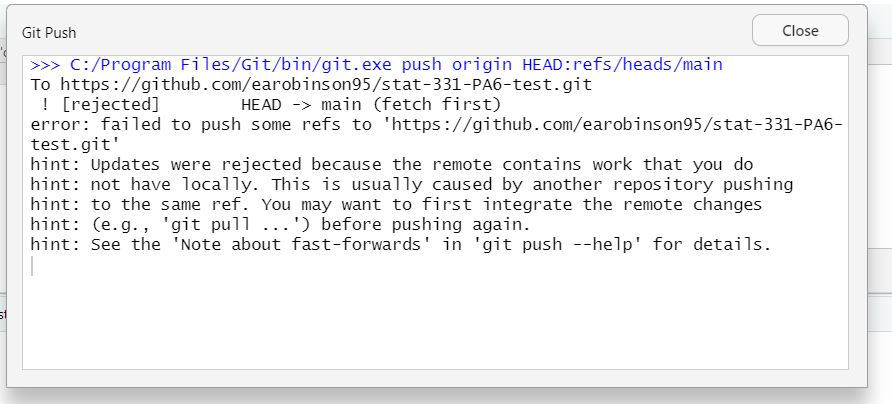 Git Push
Close
>>> C:/Program Files/Git/bin/git.exe push origin HEAD:refs/heads/main
To https://github.com/earobinson95/stat-331-PA6-test.git
 ! [rejected]        HEAD -> main (fetch first)
error: failed to push some refs to 'https://github.com/earobinson95/stat-331-PA6-
test.git'
hint: Updates were rejected because the remote contains work that you do
hint: not have locally. This is usually caused by another repository pushing
hint: to the same ref. You may want to first integrate the remote changes
hint: (e.g., 'git pull ...') before pushing again.
hint: See the 'Note about fast-forwards' in 'git push --help' for details.